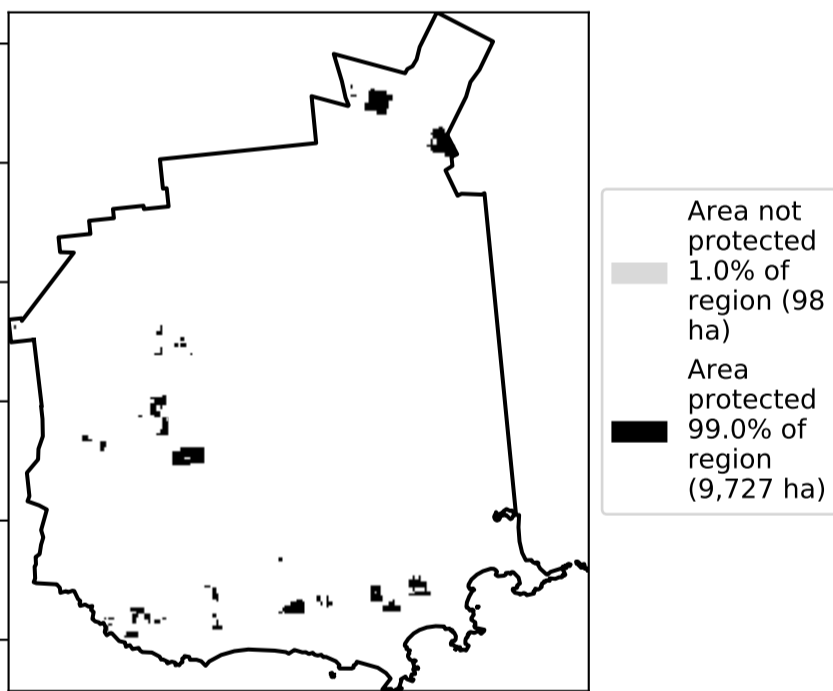 Area not
protected
1.0% of
region (98
ha)
Area
protected
99.0% of
region
(9,727 ha)